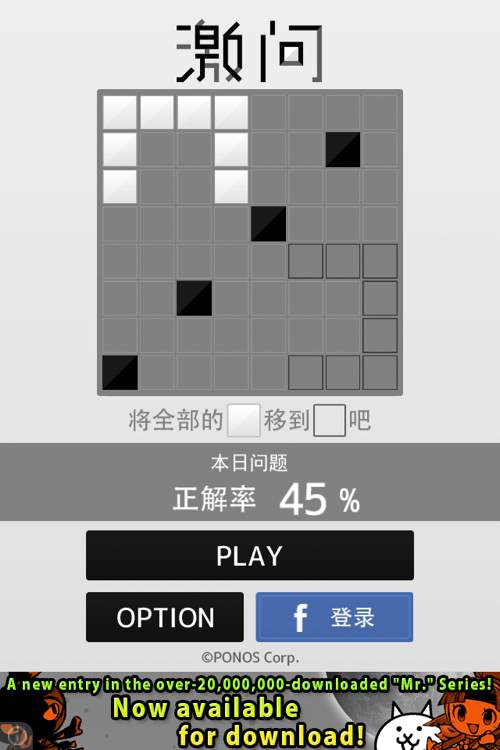 激问
将全部的 移到 吧
本日问题
正解率 45 %
PLAY
OPTION
f 登录
©PONOS Corp.
A new entry in the over-20,000,000-downloaded "Mr." Series!
Now available
for download!